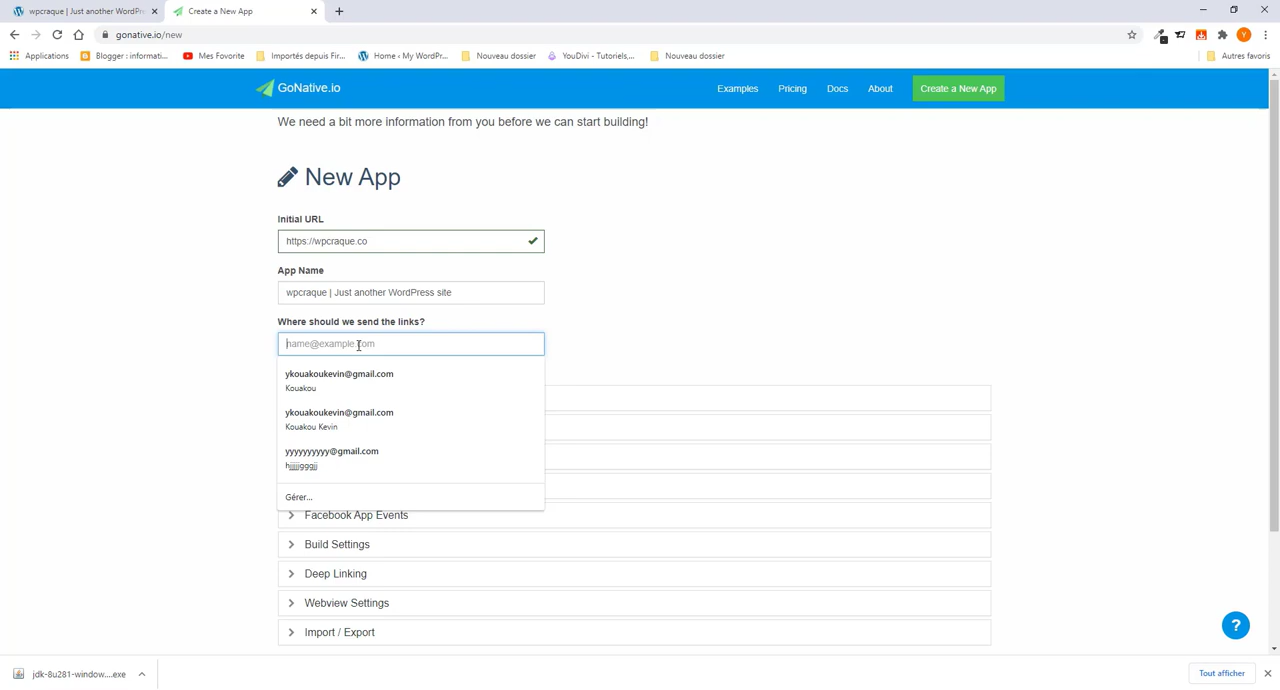 wpcraque | Just another WordPr
Create a New App
gonative.io/new
Applications
Blogger : informati...
Mes Favorite
Importés depuis Fir...
Home ‹ My WordPr...
Nouveau dossier
YouDivi - Tutoriels,...
Nouveau dossier
Autres favoris
GoNative.io
Examples
Pricing
Docs
About
Create a New App
We need a bit more information from you before we can start building!
New App
Initial URL
https://wpcraque.co
App Name
wpcraque | Just another WordPress site
Where should we send the links?
name@example.com
ykouakoukevin@gmail.com
Kouakou
ykouakoukevin@gmail.com
Kouakou Kevin
yyyyyyyyyy@gmail.com
Gérer...
Facebook App Events
Build Settings
Deep Linking
Webview Settings
Import / Export
?
jdk-8u281-window....exe
Tout afficher